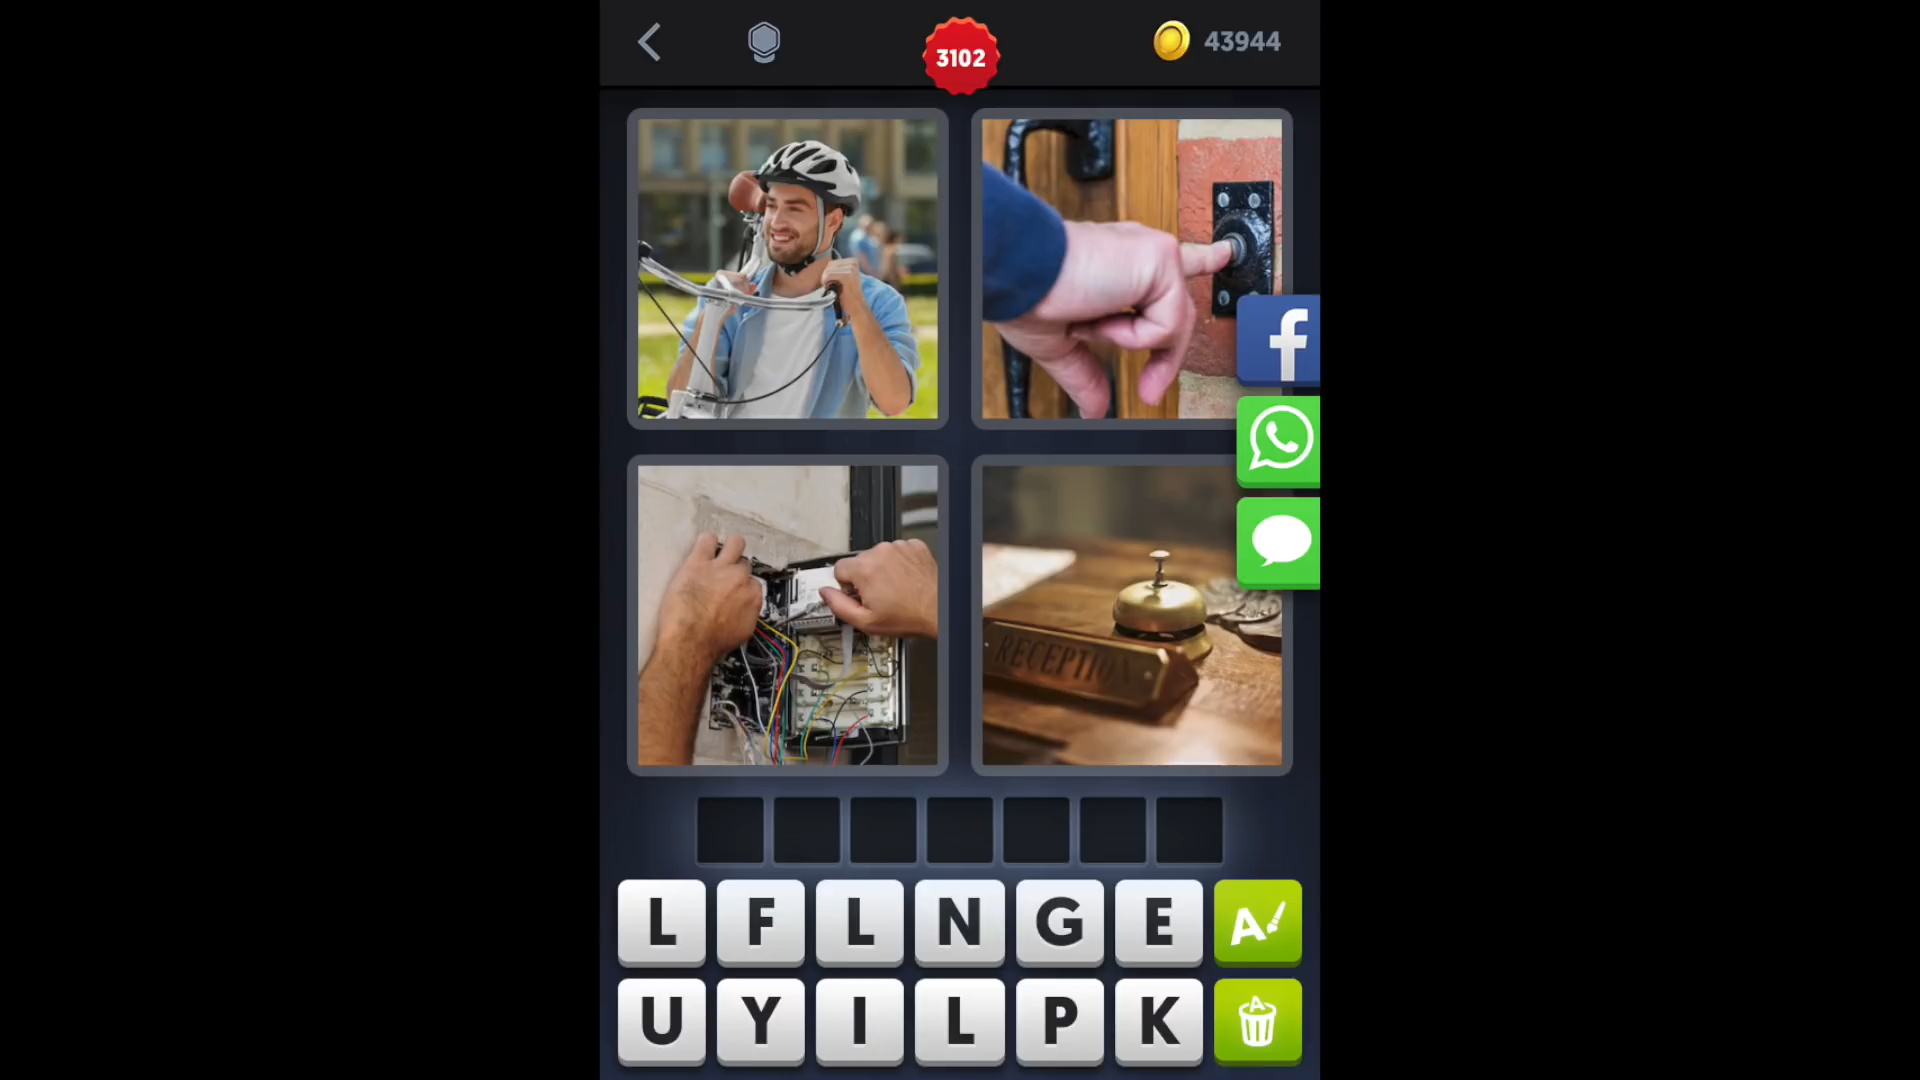 3102
43944
RECEPTION
L F L N G E A
U Y I L P K A